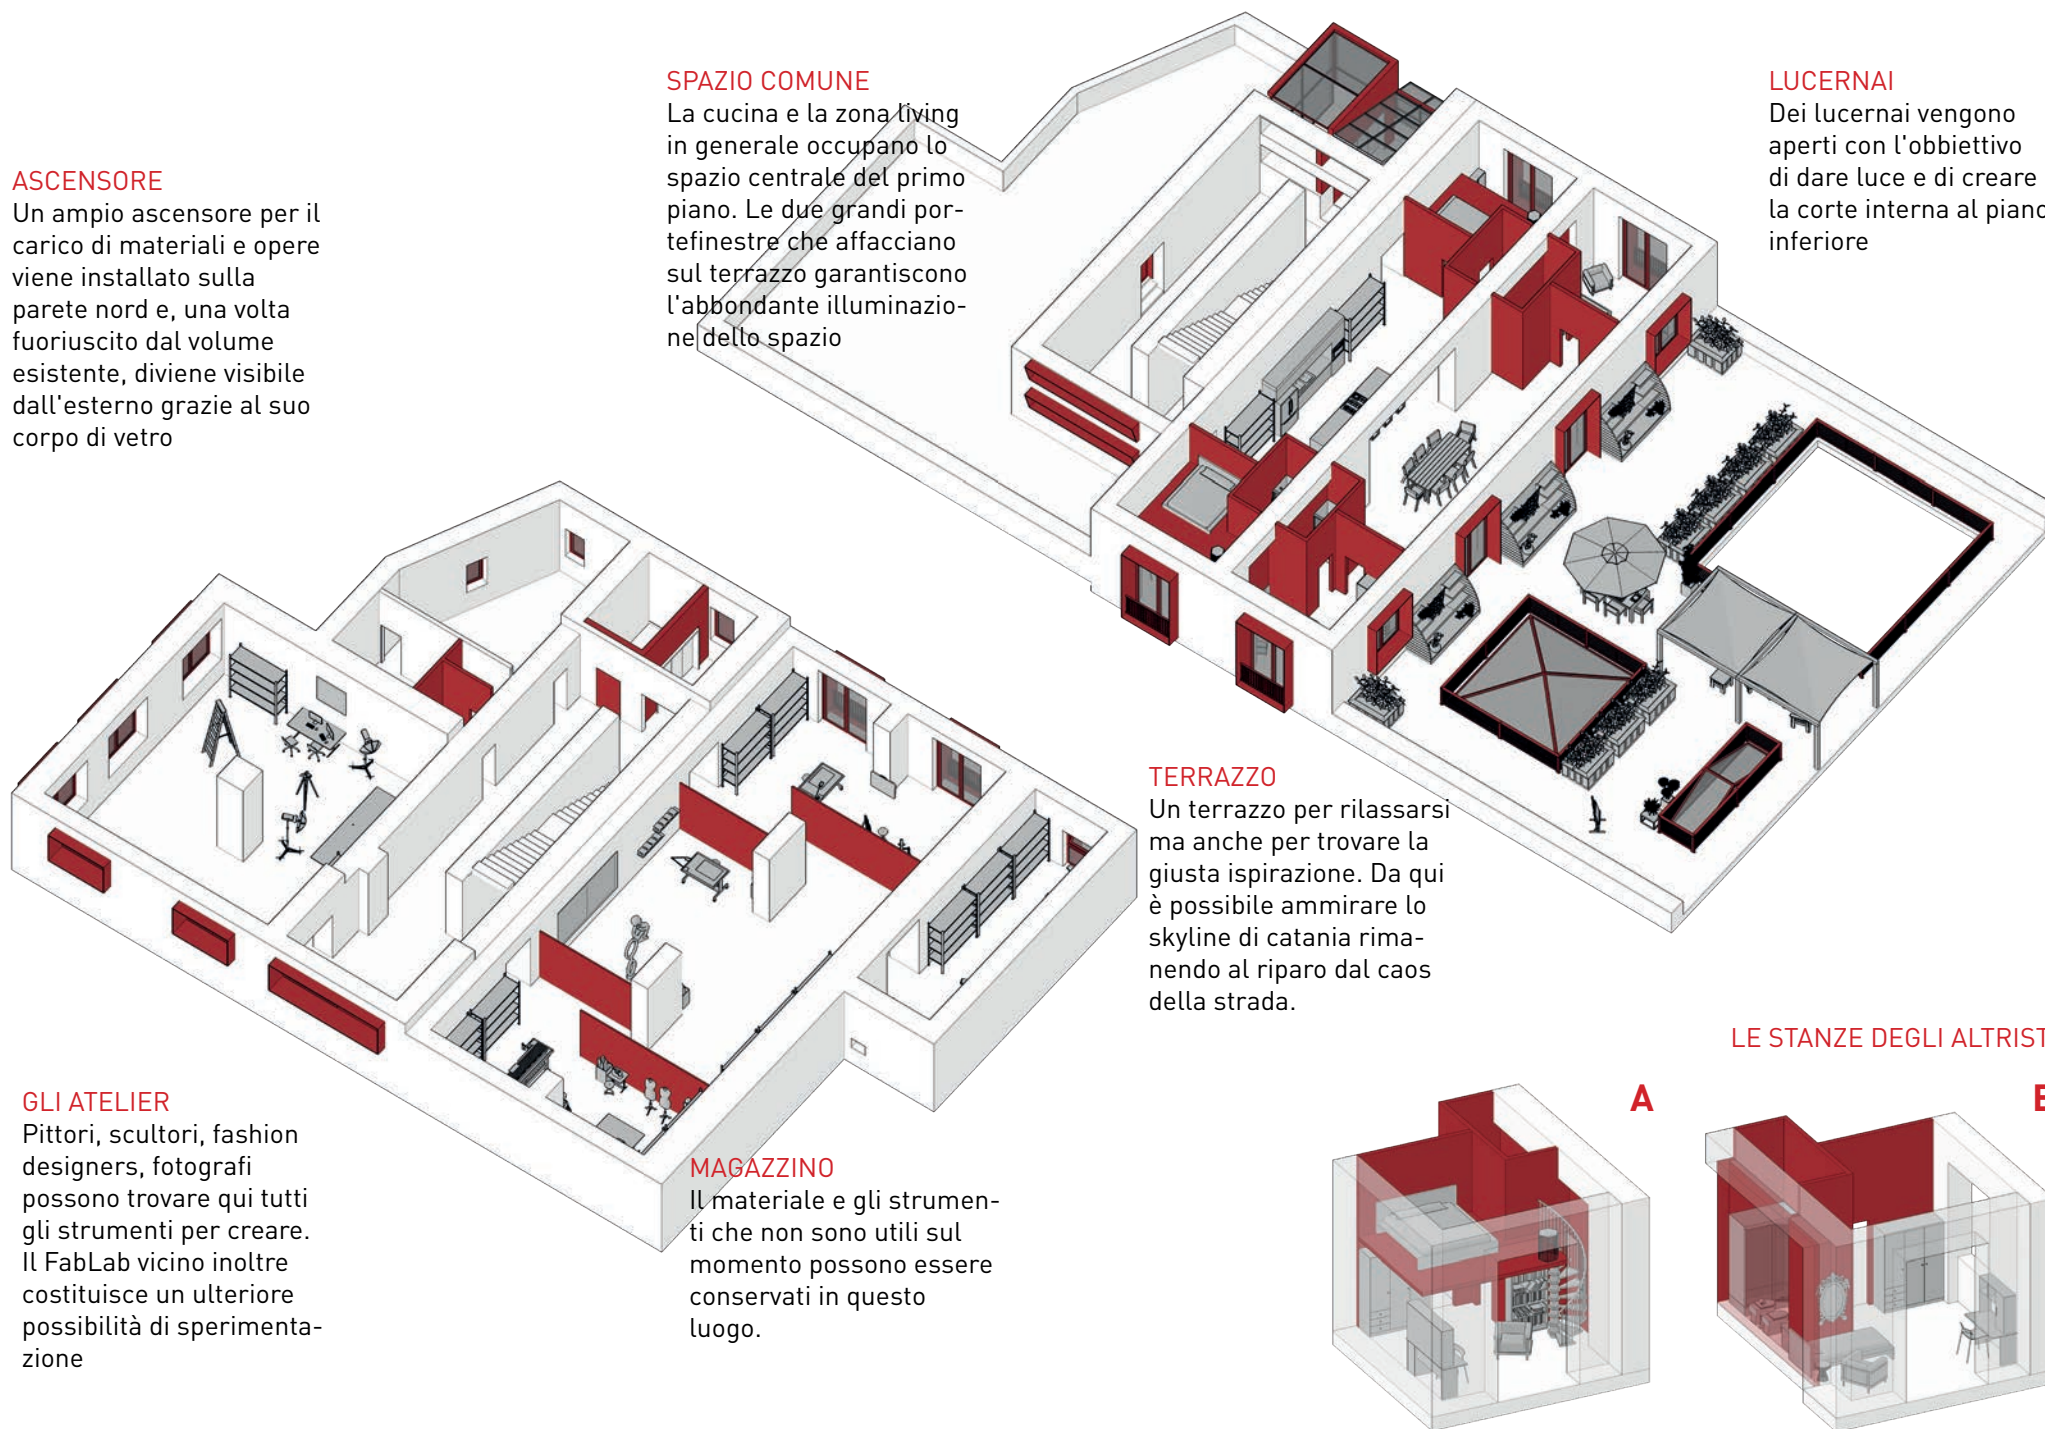 ASCENSORE
Un ampio ascensore per il
carico di materiali e opere
viene installato sulla
parete nord e, una volta
fuoriuscito dal volume
esistente, diviene visibile
dall'esterno grazie al suo
corpo di vetro
SPAZIO COMUNE
La cucina e la zona living
in generale occupano lo
spazio centrale del primo
piano. Le due grandi por-
tefinestre che affacciano
sul terrazzo garantiscono
l'abbondante illuminazio-
ne dello spazio
LUCERNAI
Dei lucernai vengono
aperti con l'obbiettivo
di dare luce e di creare
la corte interna al piano
inferiore
TERRAZZO
Un terrazzo per rilassarsi
ma anche per trovare la
giusta ispirazione. Da qui
è possibile ammirare lo
skyline di catania rima-
nendo al riparo dal caos
della strada.
GLI ATELIER
Pittori, scultori, fashion
designers, fotografi
possono trovare qui tutti
gli strumenti per creare.
Il FabLab vicino inoltre
costituisce un ulteriore
possibilità di sperimenta-
zione
MAGAZZINO
Il materiale e gli strumen-
ti che non sono utili sul
momento possono essere
conservati in questo
luogo.
LE STANZE DEGLI ALTRIST
A